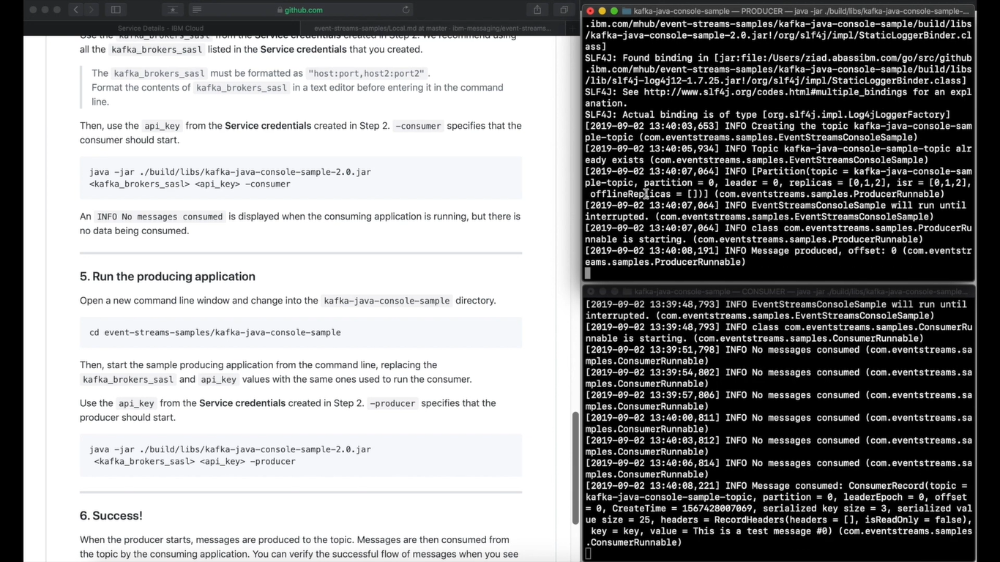 github.com
Service Details - IBM Cloud
event-streams-samples/Local.md at master · ibm-messaging/event-streams...
Use the kafka_brokers_sasl from the Service credentials created in Step 2. We recommend using
all the kafka_brokers_sasl listed in the Service credentials that you created.
The kafka_brokers_sasl must be formatted as "host:port,host2:port2" .
Format the contents of kafka_brokers_sasl in a text editor before entering it in the command
line.
Then, use the api_key from the Service credentials created in Step 2. -consumer specifies that the
consumer should start.
java -jar ./build/libs/kafka-java-console-sample-2.0.jar
<kafka_brokers_sasl> <api_key> -consumer
An INFO No messages consumed is displayed when the consuming application is running, but there is
no data being consumed.
5. Run the producing application
Open a new command line window and change into the kafka-java-console-sample directory.
cd event-streams-samples/kafka-java-console-sample
Then, start the sample producing application from the command line, replacing the
kafka_brokers_sasl and api_key values with the same ones used to run the consumer.
Use the api_key from the Service credentials created in Step 2. -producer specifies that the
producer should start.
java -jar ./build/libs/kafka-java-console-sample-2.0.jar
<kafka_brokers_sasl> <api_key> -producer
6. Success!
When the producer starts, messages are produced to the topic. Messages are then consumed from
the topic by the consuming application. You can verify the successful flow of messages when you see
kafka-java-console-sample — PRODUCER — java -jar ./build/libs/kafka-java-console-sample-...
.ibm.com/mhub/event-streams-samples/kafka-java-console-sample/build/libs
/kafka-java-console-sample-2.0.jar!/org/slf4j/impl/StaticLoggerBinder.cl
ass]
SLF4J: Found binding in [jar:file:/Users/ziad.abassibm.com/go/src/github
.ibm.com/mhub/event-streams-samples/kafka-java-console-sample/build/libs
/lib/slf4j-log4j12-1.7.25.jar!/org/slf4j/impl/StaticLoggerBinder.class]
SLF4J: See http://www.slf4j.org/codes.html#multiple_bindings for an expl
anation.
SLF4J: Actual binding is of type [org.slf4j.impl.Log4jLoggerFactory]
[2019-09-02 13:40:03,653] INFO Creating the topic kafka-java-console-sam
ple-topic (com.eventstreams.samples.EventStreamsConsoleSample)
[2019-09-02 13:40:05,934] INFO Topic kafka-java-console-sample-topic alr
eady exists (com.eventstreams.samples.EventStreamsConsoleSample)
[2019-09-02 13:40:07,064] INFO [Partition(topic = kafka-java-console-sam
ple-topic, partition = 0, leader = 0, replicas = [0,1,2], isr = [0,1,2],
offlineReplicas = [])] (com.eventstreams.samples.ProducerRunnable)
[2019-09-02 13:40:07,064] INFO EventStreamsConsoleSample will run until
interrupted. (com.eventstreams.samples.EventStreamsConsoleSample)
[2019-09-02 13:40:07,064] INFO class com.eventstreams.samples.ProducerRu
nnable is starting. (com.eventstreams.samples.ProducerRunnable)
[2019-09-02 13:40:08,191] INFO Message produced, offset: 0 (com.eventstr
eams.samples.ProducerRunnable)
kafka-java-console-sample — CONSUMER — java -jar ./build/libs/kafka-java-console-sample...
[2019-09-02 13:39:48,793] INFO EventStreamsConsoleSample will run until
interrupted. (com.eventstreams.samples.EventStreamsConsoleSample)
[2019-09-02 13:39:48,793] INFO class com.eventstreams.samples.ConsumerRu
nnable is starting. (com.eventstreams.samples.ConsumerRunnable)
[2019-09-02 13:39:51,798] INFO No messages consumed (com.eventstreams.sa
mples.ConsumerRunnable)
[2019-09-02 13:39:54,802] INFO No messages consumed (com.eventstreams.sa
mples.ConsumerRunnable)
[2019-09-02 13:39:57,806] INFO No messages consumed (com.eventstreams.sa
mples.ConsumerRunnable)
[2019-09-02 13:40:00,811] INFO No messages consumed (com.eventstreams.sa
mples.ConsumerRunnable)
[2019-09-02 13:40:03,812] INFO No messages consumed (com.eventstreams.sa
mples.ConsumerRunnable)
[2019-09-02 13:40:06,814] INFO No messages consumed (com.eventstreams.sa
mples.ConsumerRunnable)
[2019-09-02 13:40:08,221] INFO Message consumed: ConsumerRecord(topic =
kafka-java-console-sample-topic, partition = 0, leaderEpoch = 0, offset
= 0, CreateTime = 1567428007069, serialized key size = 3, serialized val
ue size = 25, headers = RecordHeaders(headers = [], isReadOnly = false),
key = key, value = This is a test message #0) (com.eventstreams.samples
.ConsumerRunnable)